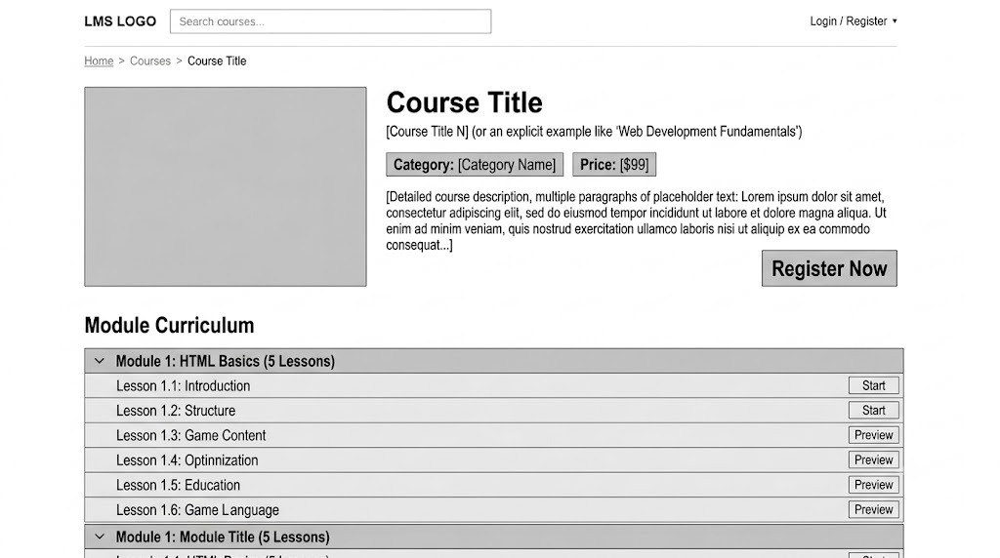 LMS LOGO
Search courses...
Login / Register
Home > Courses > Course Title
Course Title
[Course Title N] (or an explicit example like 'Web Development Fundamentals')
Category: [Category Name]
Price: [$99]
[Detailed course description, multiple paragraphs of placeholder text: Lorem ipsum dolor sit amet,
consectetur adipiscing elit, sed do eiusmod tempor incididunt ut labore et dolore magna aliqua. Ut
enim ad minim veniam, quis nostrud exercitation ullamco laboris nisi ut aliquip ex ea commodo
consequat...]
Register Now
Module Curriculum
Module 1: HTML Basics (5 Lessons)
Lesson 1.1: Introduction
Start
Lesson 1.2: Structure
Start
Lesson 1.3: Game Content
Preview
Lesson 1.4: Optinnization
Preview
Lesson 1.5: Education
Preview
Lesson 1.6: Game Language
Preview
Module 1: Module Title (5 Lessons)